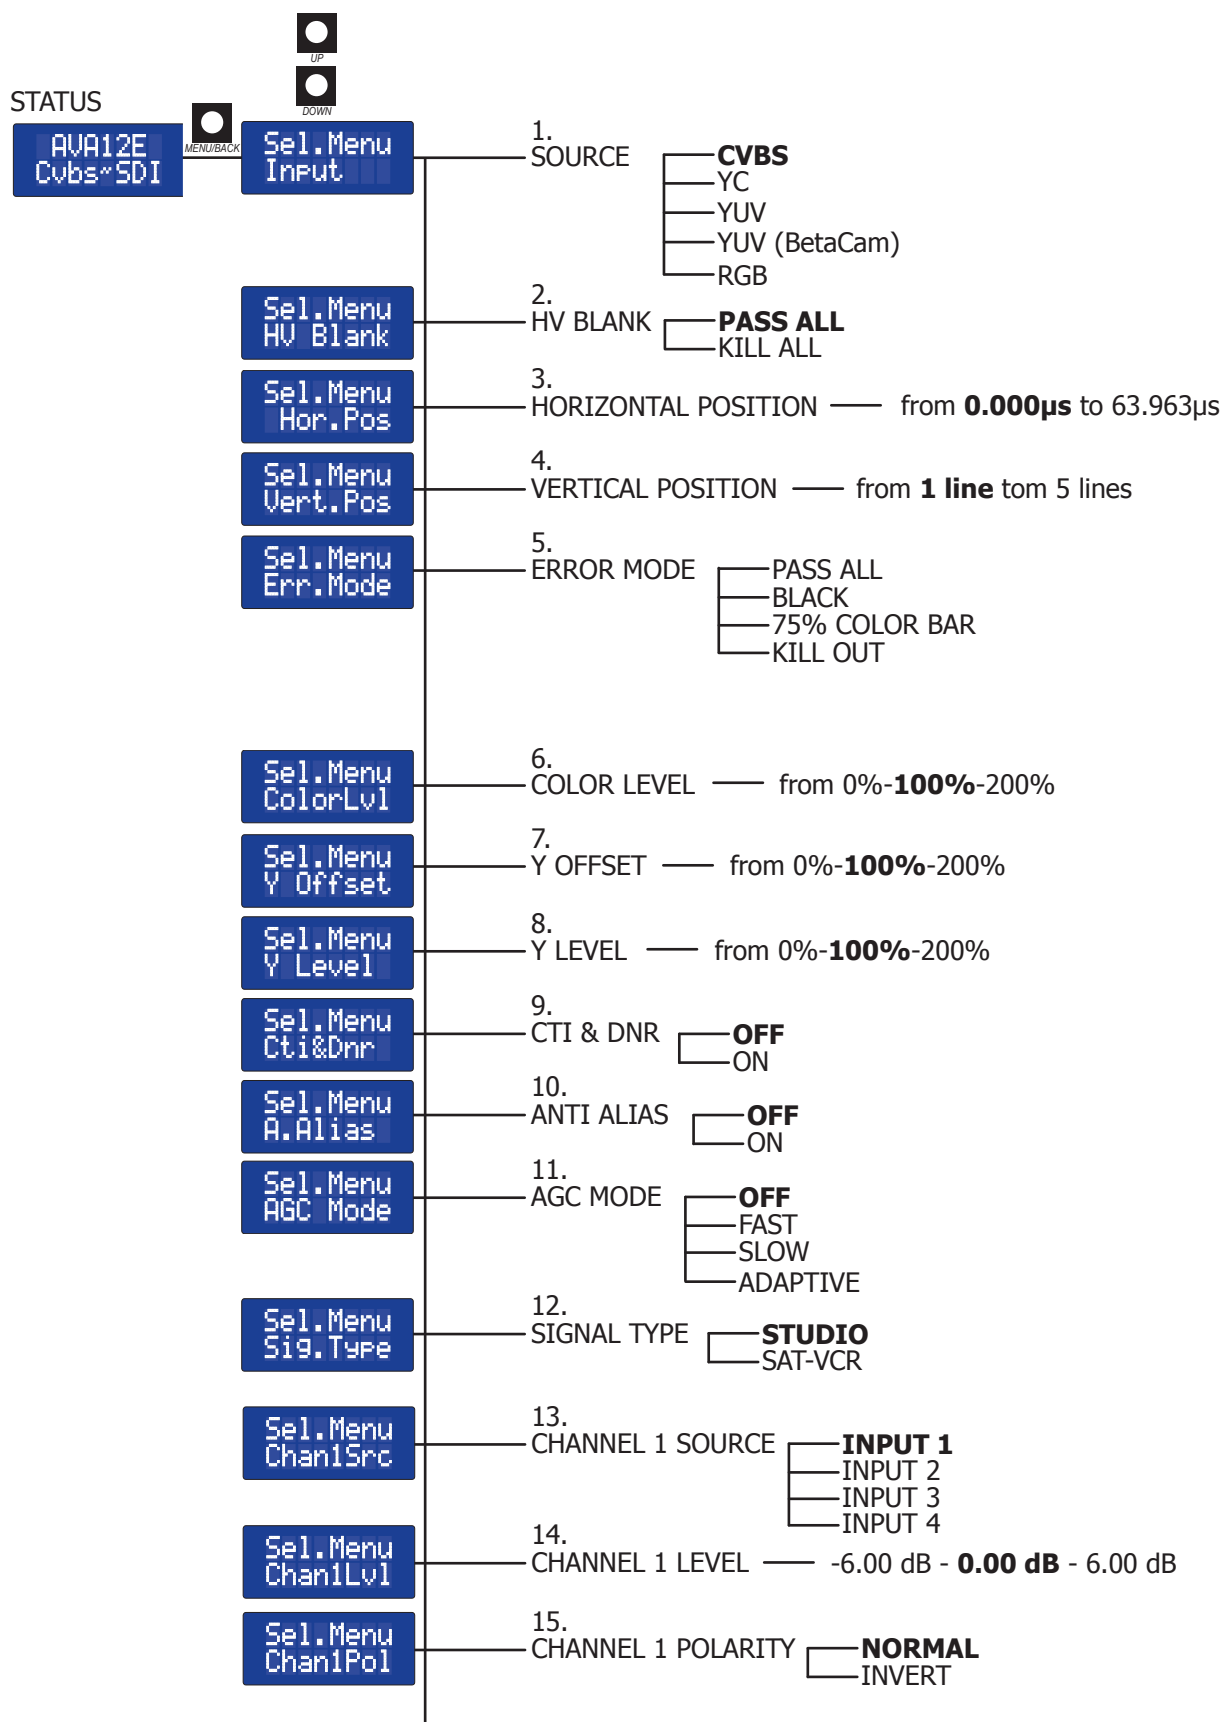 UP
DOWN
STATUS
MENU/BACK
AVA12E
Cvbs~SDI
Sel.Menu
Input
1.
SOURCE
CVBS
YC
YUV
YUV (BetaCam)
RGB
Sel.Menu
HV Blank
2.
HV BLANK
PASS ALL
KILL ALL
Sel.Menu
Hor.Pos
3.
HORIZONTAL POSITION
from 0.000µs to 63.963µs
Sel.Menu
Vert.Pos
4.
VERTICAL POSITION
from 1 line tom 5 lines
Sel.Menu
Err.Mode
5.
ERROR MODE
PASS ALL
BLACK
75% COLOR BAR
KILL OUT
Sel.Menu
ColorLvl
6.
COLOR LEVEL
from 0%-100%-200%
Sel.Menu
Y Offset
7.
Y OFFSET
from 0%-100%-200%
Sel.Menu
Y Level
8.
Y LEVEL
from 0%-100%-200%
Sel.Menu
Cti&Dnr
9.
CTI & DNR
OFF
ON
Sel.Menu
A.Alias
10.
ANTI ALIAS
OFF
ON
Sel.Menu
AGC Mode
11.
AGC MODE
OFF
FAST
SLOW
ADAPTIVE
Sel.Menu
Sig.Type
12.
SIGNAL TYPE
STUDIO
SAT-VCR
Sel.Menu
Chan1Src
13.
CHANNEL 1 SOURCE
INPUT 1
INPUT 2
INPUT 3
INPUT 4
Sel.Menu
Chan1Lvl
14.
CHANNEL 1 LEVEL
-6.00 dB - 0.00 dB - 6.00 dB
Sel.Menu
Chan1Pol
15.
CHANNEL 1 POLARITY
NORMAL
INVERT